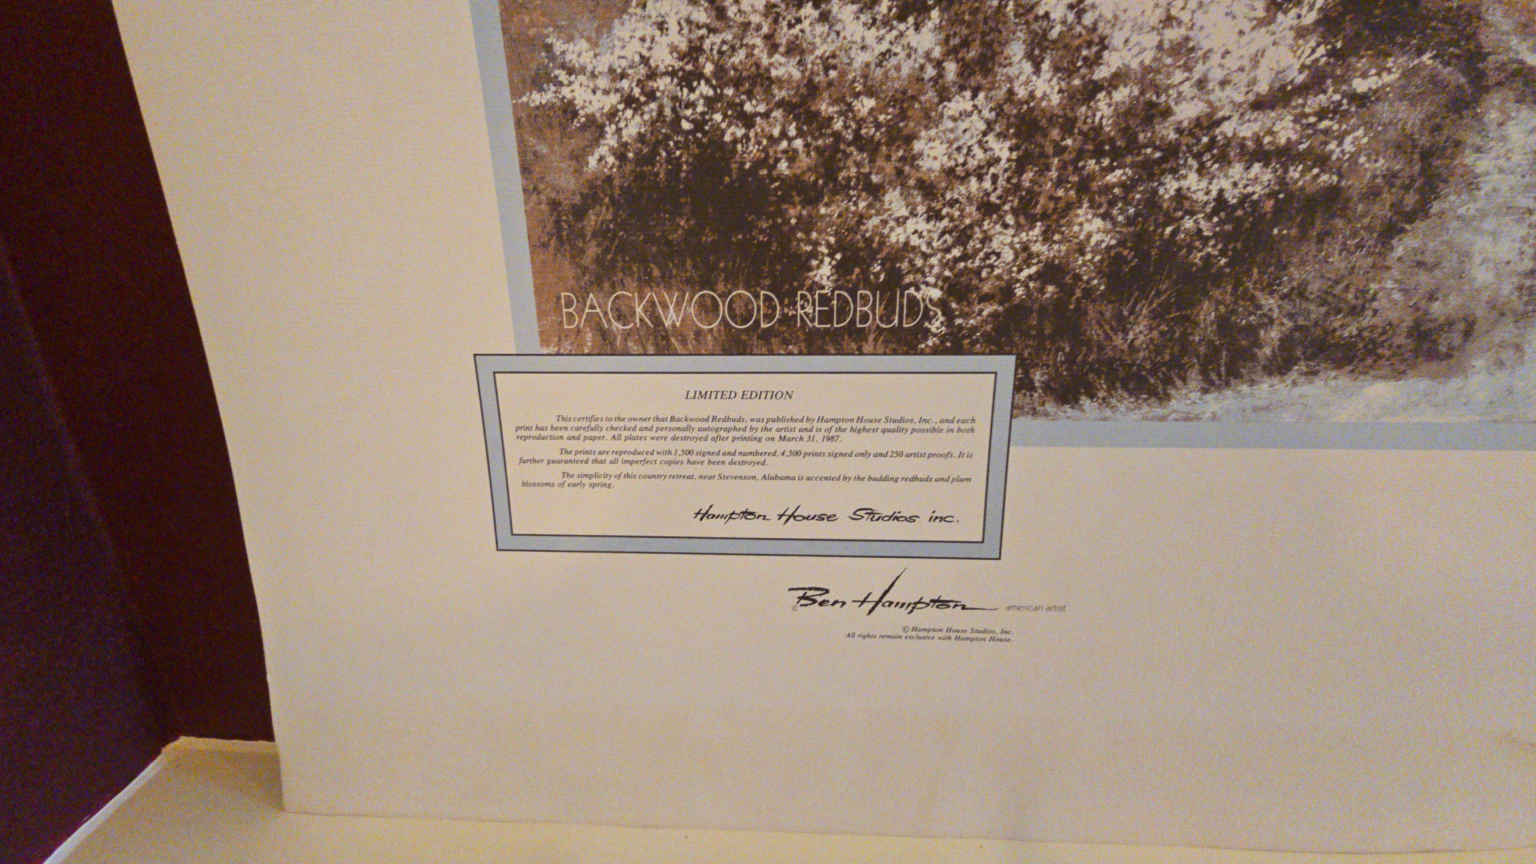 BACKWOOD REDBUDS
LIMITED EDITION
This certifies to the owner that Backwood Redbuds, was published by Hampton House Studios, Inc., and each
print has been carefully checked and personally autographed by the artist and is of the highest quality possible in both
reproduction and paper. All plates were destroyed after printing on March 31, 1987.
The prints are reproduced with 1,500 signed and numbered, 4,500 prints signed only and 250 artist proofs. It is
further guaranteed that all imperfect copies have been destroyed.
The simplicity of this country retreat, near Stevenson, Alabama is accented by the budding redbuds and plum
blossoms of early spring.
Hampton House Studios inc.
Ben Hampton american artist
© Hampton House Studios, Inc.
All rights remain exclusive with Hampton House.